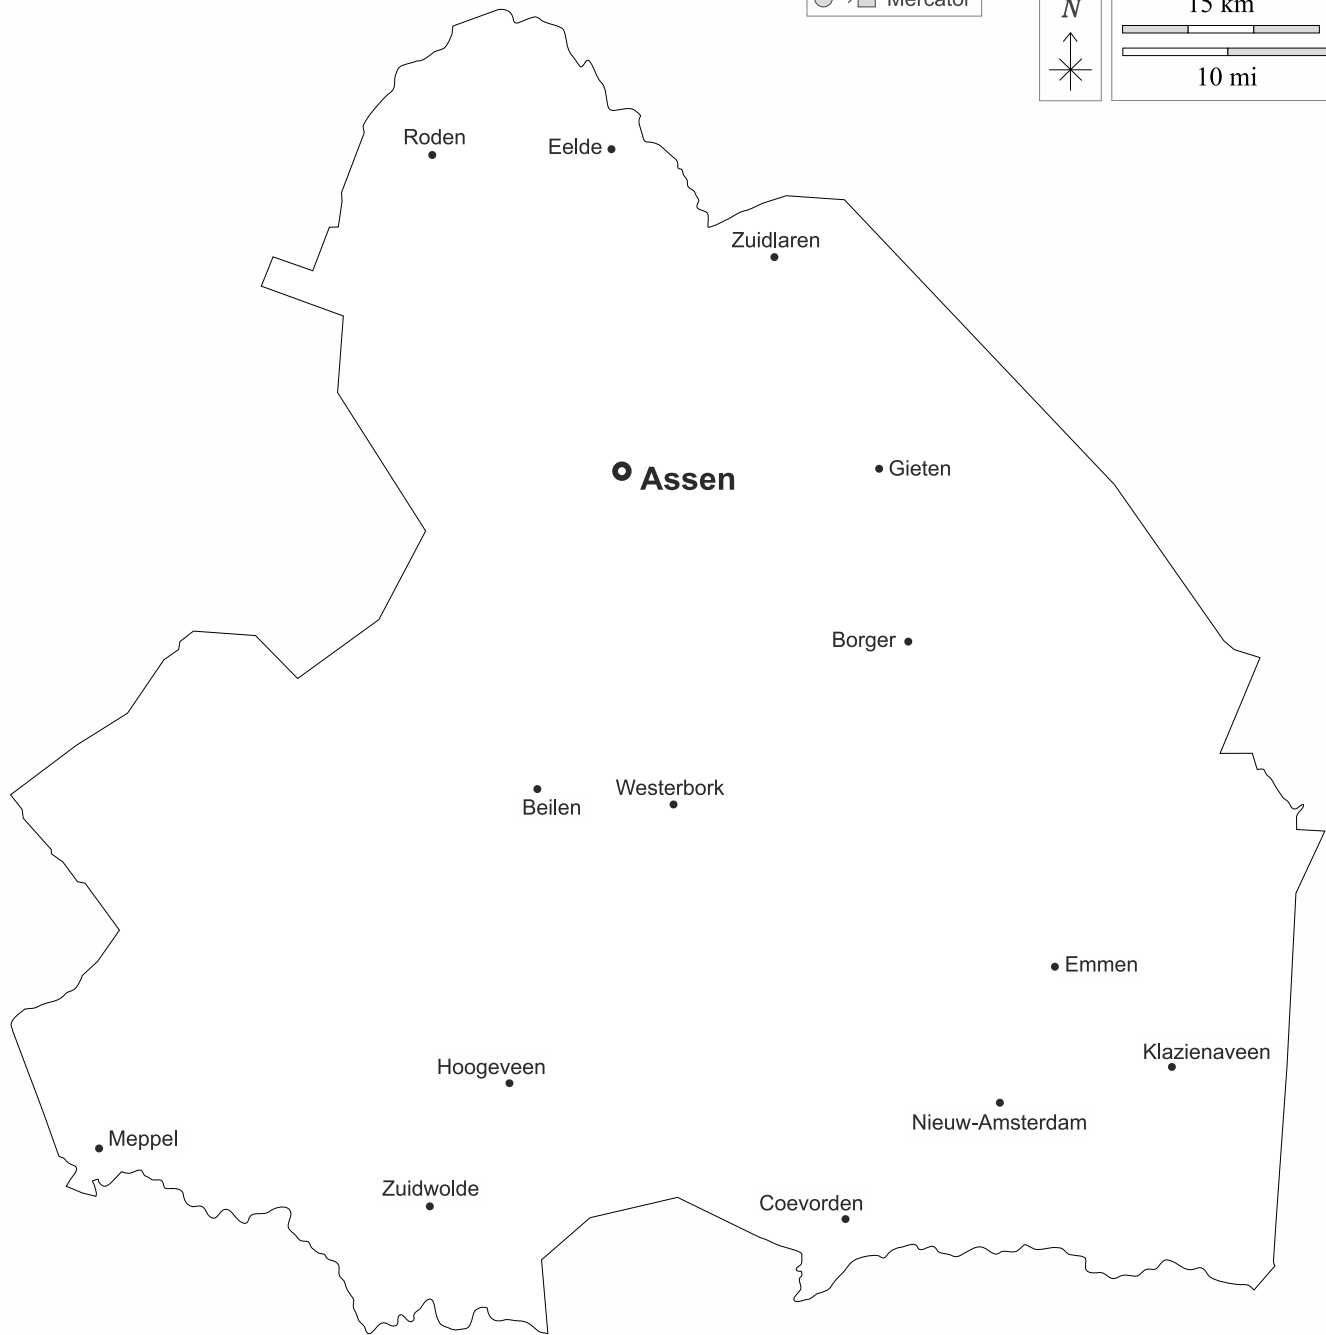 Mercator
N
15 km
10 mi
Roden
Eelde
Zuidlaren
Assen
Gieten
Borger
Westerbork
Beilen
Emmen
Klazienaveen
Hoogeveen
Nieuw-Amsterdam
Meppel
Zuidwolde
Coevorden